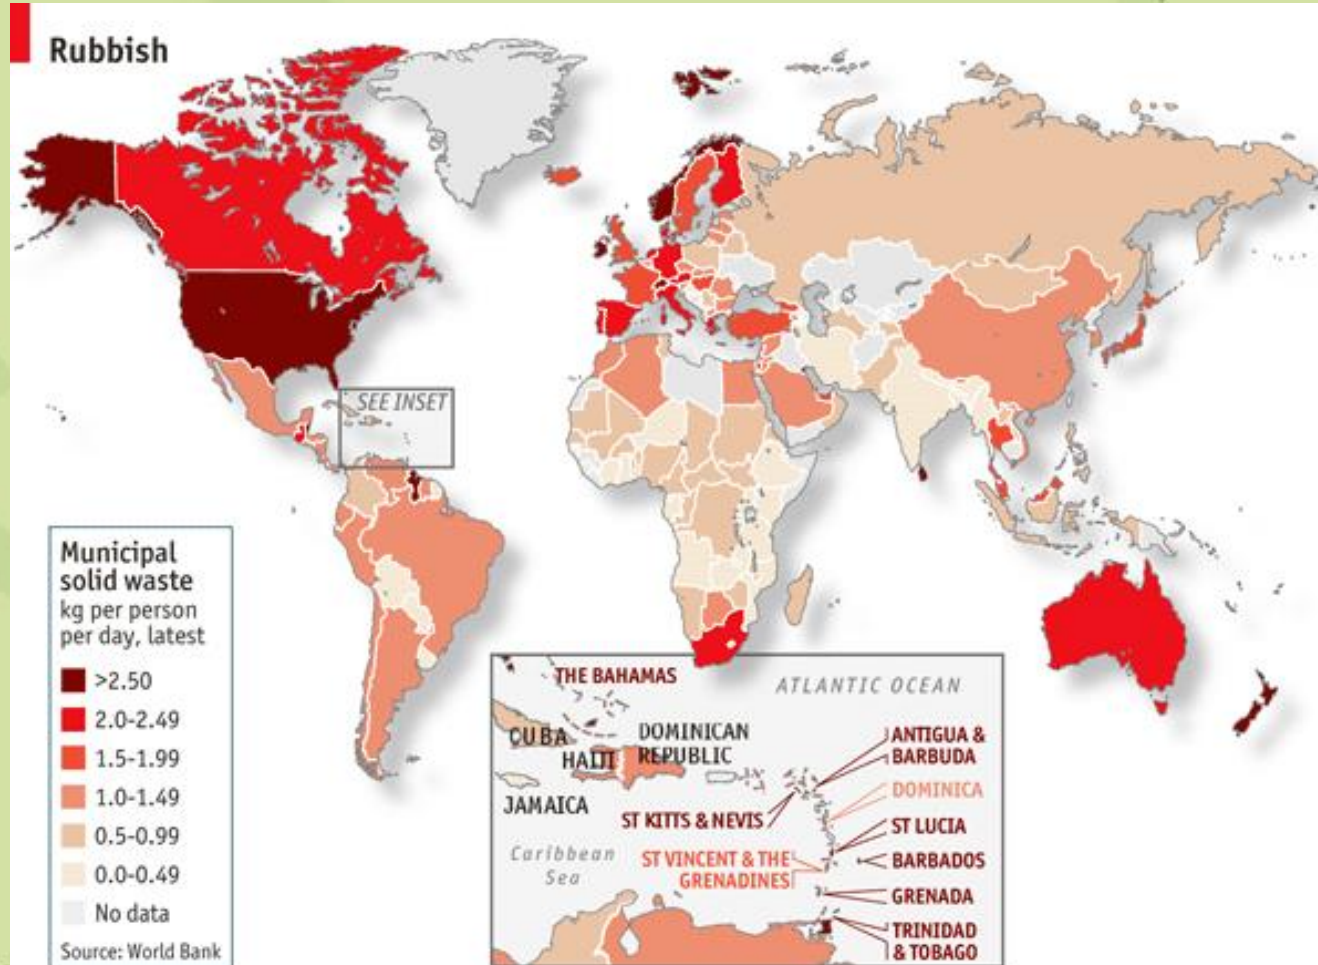 Rubbish
SEE INSET
Municipal
solid waste
kg per person
per day, latest
>2.50
2.0-2.49
1.5-1.99
1.0-1.49
0.5-0.99
0.0-0.49
No data
Source: World Bank
THE BAHAMAS
ATLANTIC OCEAN
CUBA
DOMINICAN
REPUBLIC
HAITI
JAMAICA
ANTIGUA &
BARBUDA
DOMINICA
ST KITTS & NEVIS
ST LUCIA
Caribbean
Sea
ST VINCENT & THE
GRENADINES
BARBADOS
GRENADA
TRINIDAD
& TOBAGO